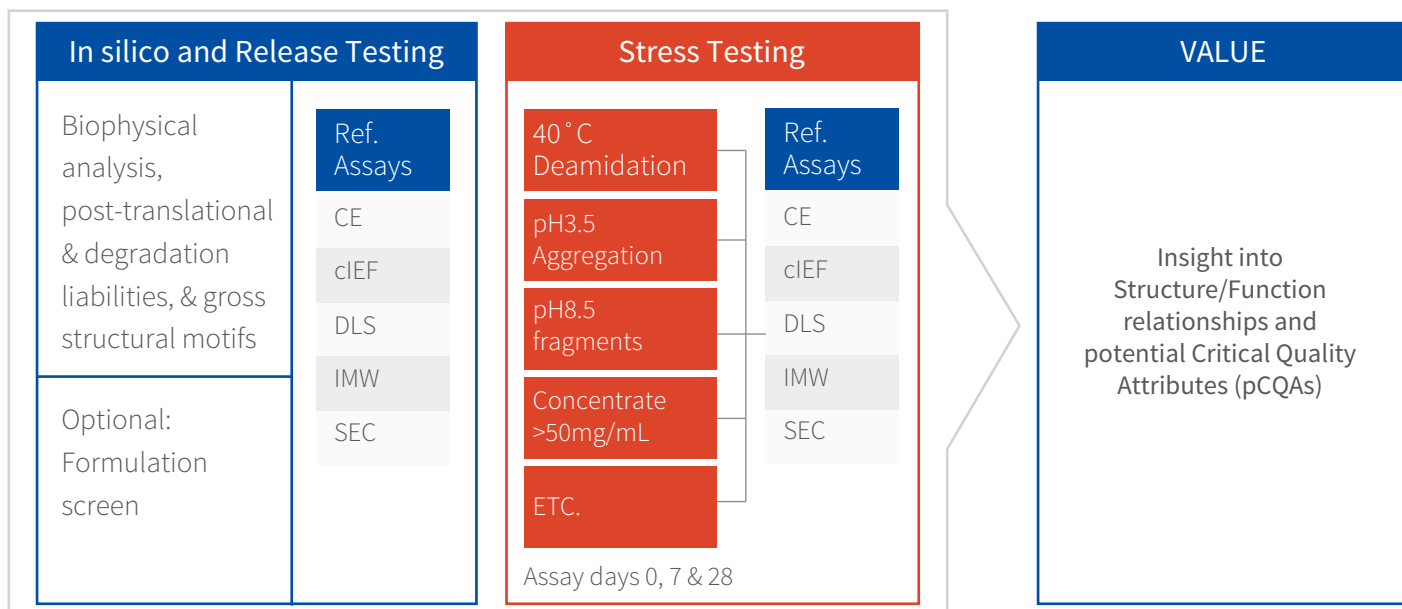 In silico and Release Testing
Biophysical
analysis,
post-translational
& degradation
liabilities, & gross
structural motifs
Optional:
Formulation
screen
Ref.
Assays
CE
cIEF
DLS
IMW
SEC
Stress Testing
40˚C
Deamidation
pH3.5
Aggregation
pH8.5
fragments
Concentrate
>50mg/mL
ETC.
Assay days 0, 7 & 28
Ref.
Assays
CE
cIEF
DLS
IMW
SEC
VALUE
Insight into
Structure/Function
relationships and
potential Critical Quality
Attributes (pCQAs)